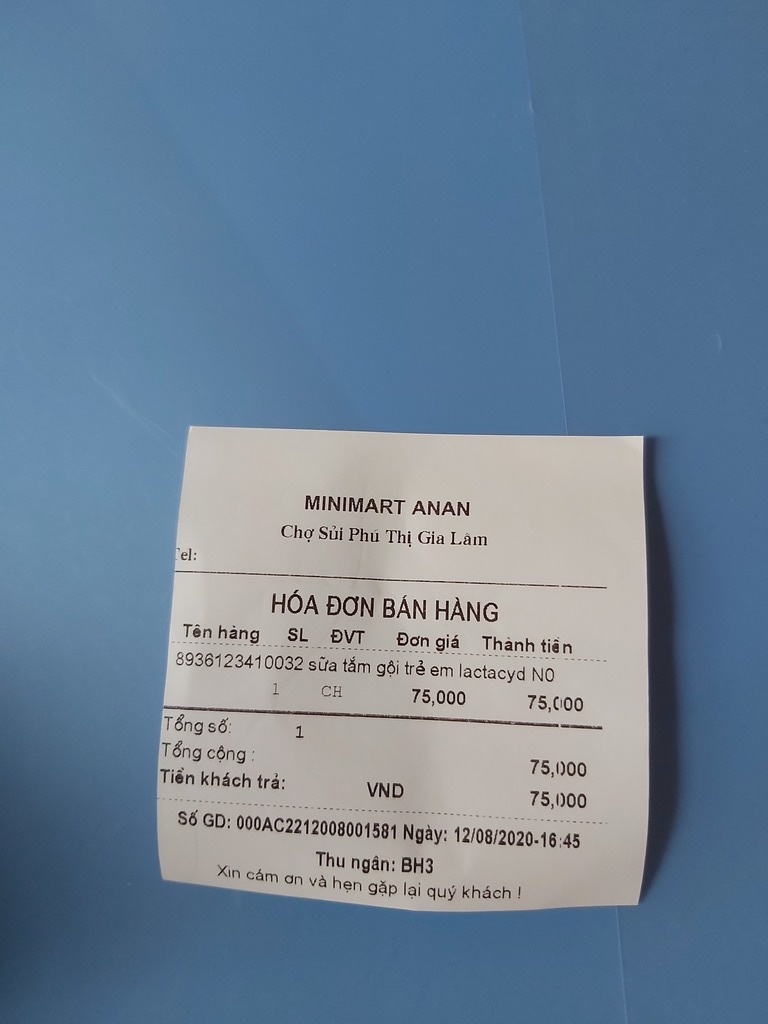 MINIMART ANAN
Chợ Sủi Phú Thị Gia Lâm
Tel:
HÓA ĐƠN BÁN HÀNG
Tên hàng SL ĐVT Đơn giá Thành tiền
8936123410032 sữa tắm gội trẻ em lactacyd N0
1 CH 75,000 75,000
Tổng số: 1
Tổng cộng : 75,000
Tiền khách trả: VND 75,000
Số GD: 000AC2212008001581 Ngày: 12/08/2020-16:45
Thu ngân: BH3
Xin cám ơn và hẹn gặp lại quý khách !